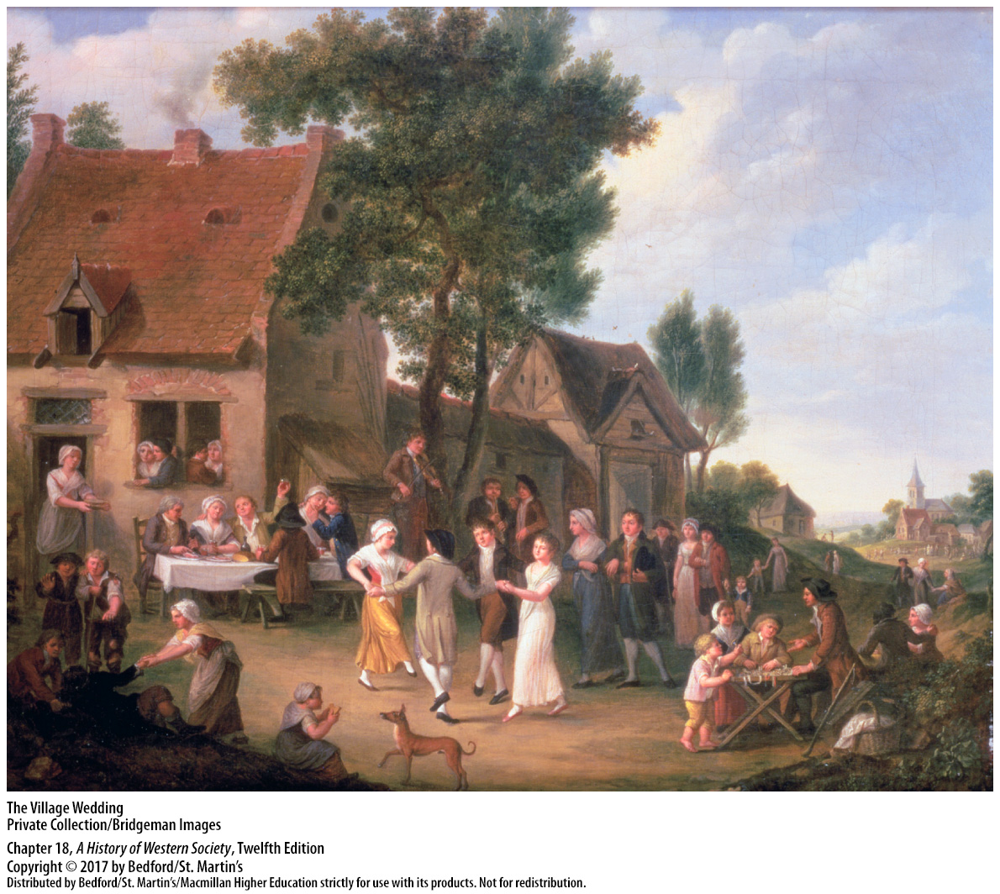 The Village Wedding
Private Collection/Bridgeman Images
Chapter 18, A History of Western Society, Twelfth Edition
Copyright © 2017 by Bedford/St. Martin’s
Distributed by Bedford/St. Martin’s/Macmillan Higher Education strictly for use with its products. Not for redistribution.